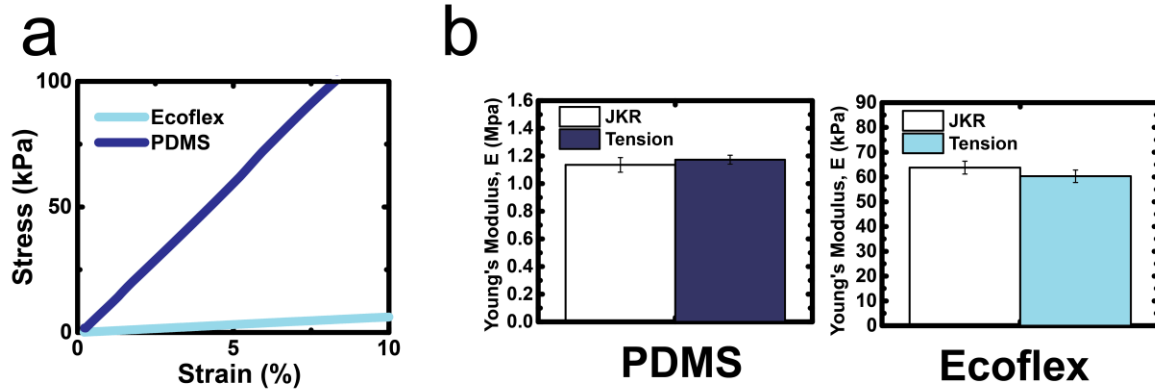 a
100
Ecoflex
PDMS
Stress (kPa)
50
0
0
5
10
Strain (%)
b
1.6
JKR
1.4
Tension
1.2
1.0
0.8
0.6
0.4
0.2
0.0
Young's Modulus, E (Mpa)
PDMS
90
JKR
80
Tension
70
60
50
40
30
20
10
0
Young's Modulus, E (kPa)
Ecoflex